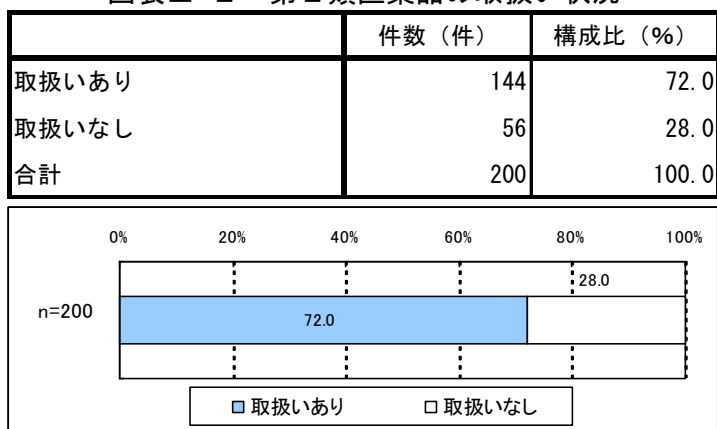 件数（件） 構成比（%）
取扱いあり 144 72.0
取扱いなし 56 28.0
合計 200 100.0
0% 20% 40% 60% 80% 100%
28.0
n=200 72.0
取扱いあり 取扱いなし